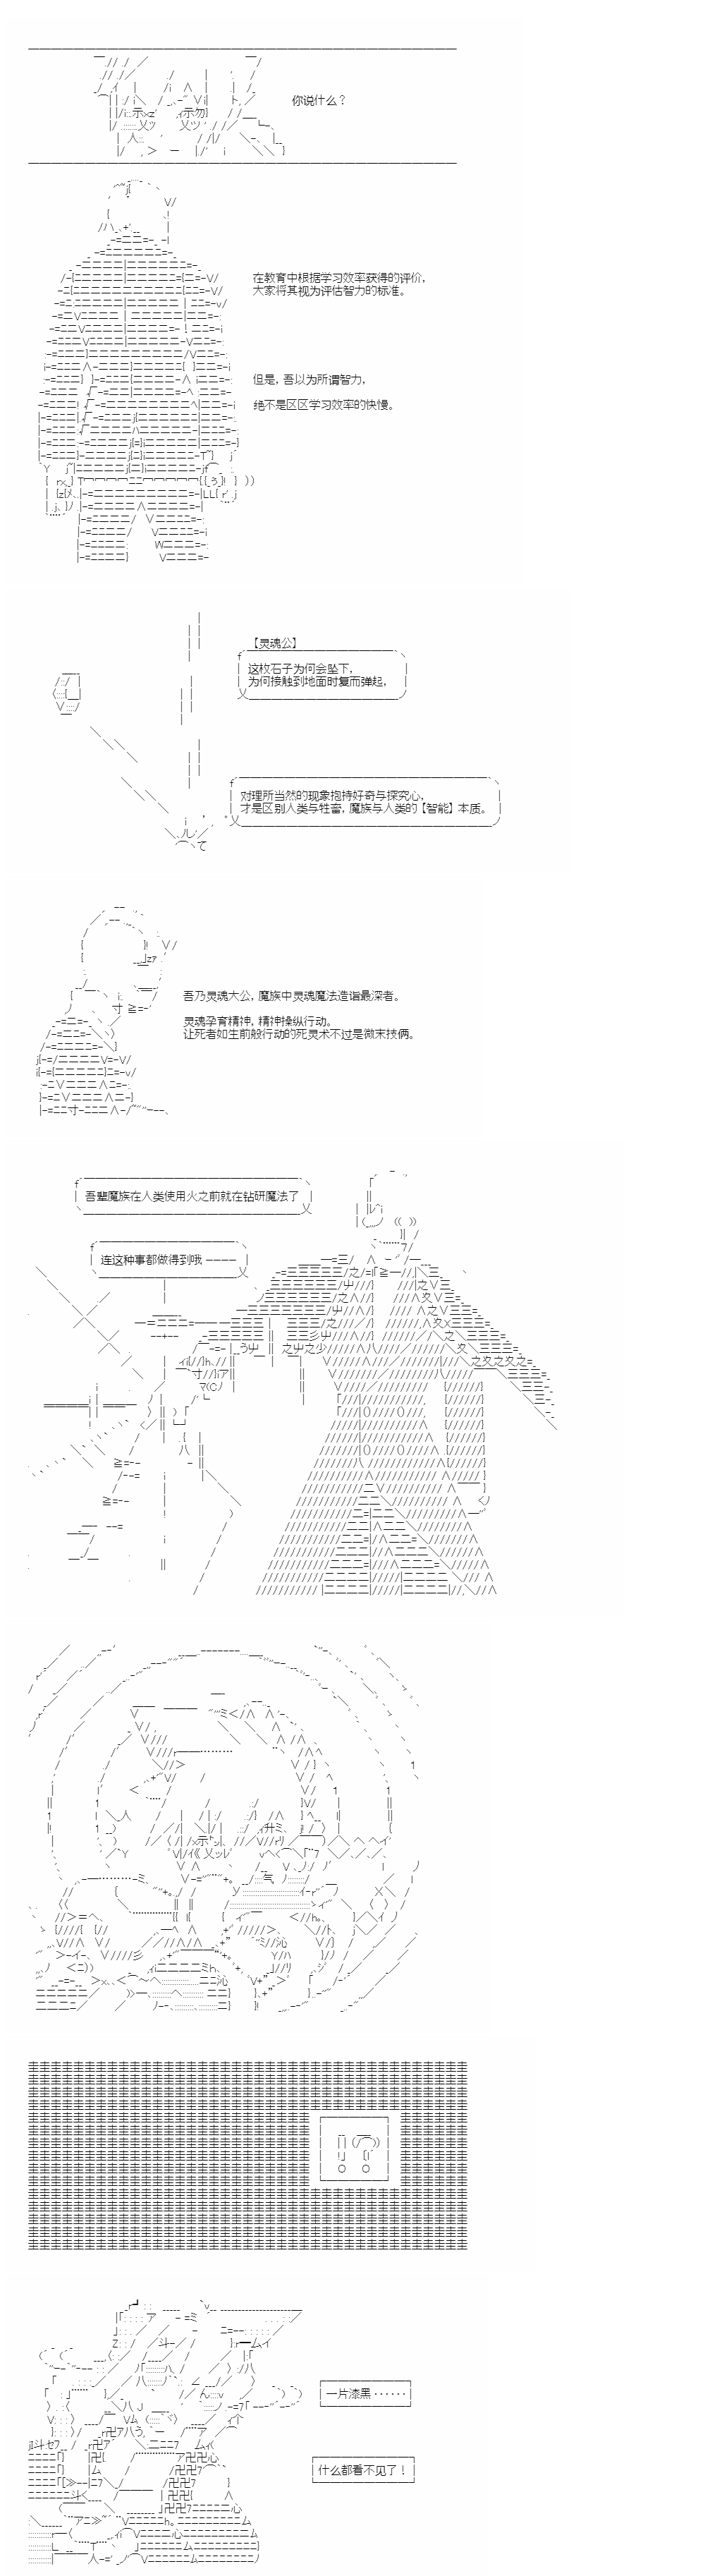 你说什么？
在教育中根据学习效率获得的评价，
大家将其视为评估智力的标准。
但是，吾以为所谓智力，
绝不是区区学习效率的快慢。
【灵魂公】
这枚石子为何会坠下，
为何接触到地面时复而弹起，
对理所当然的现象抱持好奇与探究心，
才是区别人类与牲畜，魔族与人类的【智能】本质。
吾乃灵魂大公，魔族中灵魂魔法造诣最深者。
灵魂孕育精神，精神操纵行动。
让死者如生前般行动的死灵术不过是微末技俩。
吾辈魔族在人类使用火之前就在钻研魔法了
连这种事都做得到哦 ----
一片漆黑‥‥‥
什么都看不见了！